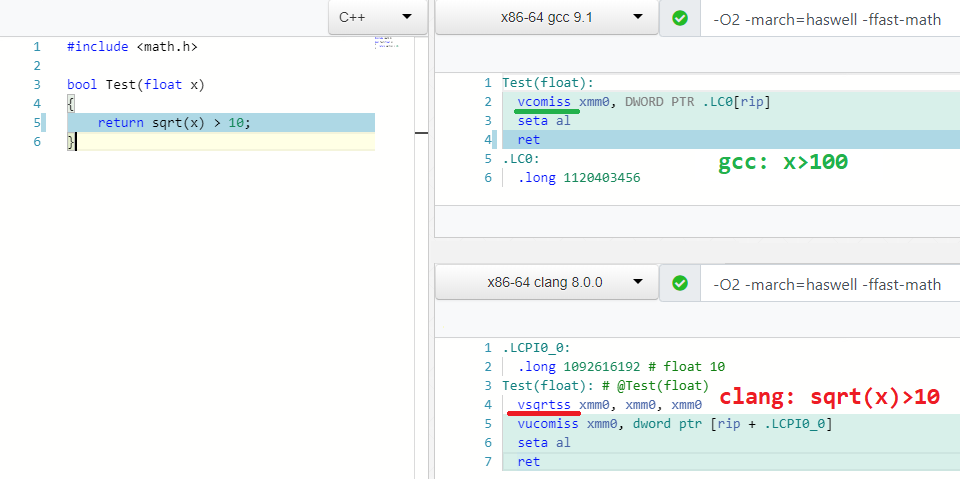 C++
1 #include <math.h>
2
3 bool Test(float x)
4 {
5 return sqrt(x) > 10;
6 }
x86-64 gcc 9.1
-O2 -march=haswell -ffast-math
1 Test(float):
2 vcomiss xmm0, DWORD PTR .LC0[rip]
3 seta al
4 ret
5 .LC0:
6 .long 1120403456
gcc: x>100
x86-64 clang 8.0.0
-O2 -march=haswell -ffast-math
1 .LCPI0_0:
2 .long 1092616192 # float 10
3 Test(float): # @Test(float)
4 vsqrtss xmm0, xmm0, xmm0
5 vucomiss xmm0, dword ptr [rip + .LCPI0_0]
6 seta al
7 ret
clang: sqrt(x)>10